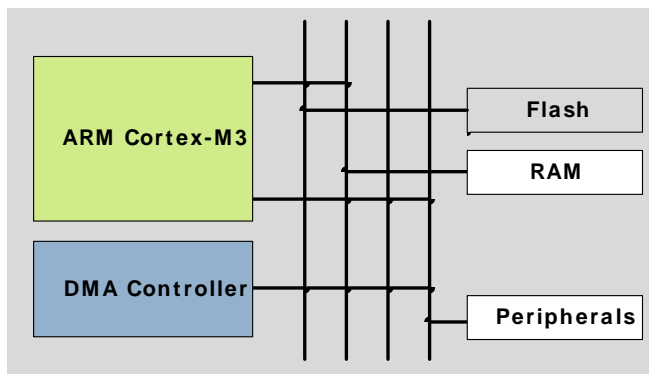 ARM Cortex-M3
DMA Controller
Flash
RAM
Peripherals